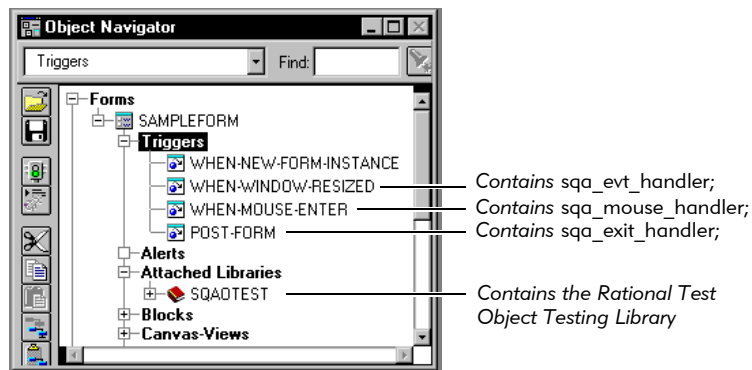 Object Navigator
Triggers
Find:
Forms
SAMPLEFORM
Triggers
WHEN-NEW-FORM-INSTANCE
WHEN-WINDOW-RESIZED
Contains sqa_evt_handler;
WHEN-MOUSE-ENTER
Contains sqa_mouse_handler;
POST-FORM
Contains sqa_exit_handler;
Alerts
Attached Libraries
SQAOTEST
Contains the Rational Test
Object Testing Library
Blocks
Canvas-Views